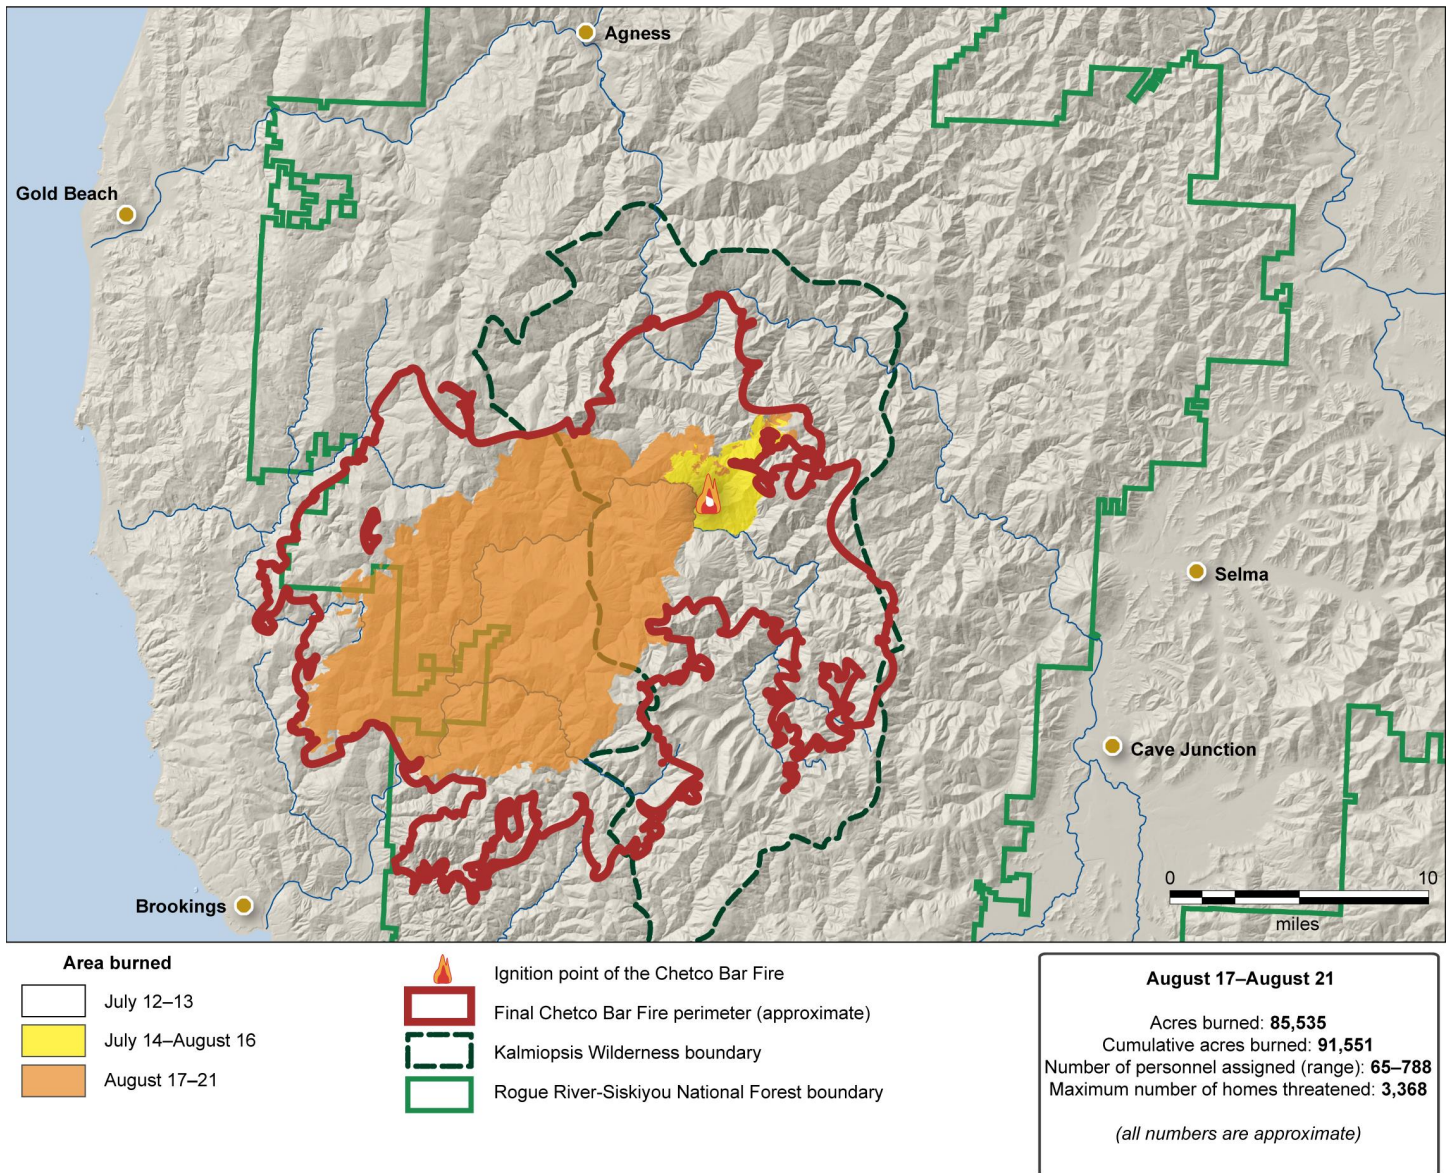 Agness
Gold Beach
Selma
Cave Junction
Brookings
0 10
miles
Area burned
July 12–13
July 14–August 16
August 17–21
Ignition point of the Chetco Bar Fire
Final Chetco Bar Fire perimeter (approximate)
Kalmiopsis Wilderness boundary
Rogue River-Siskiyou National Forest boundary
August 17–August 21
Acres burned: 85,535
Cumulative acres burned: 91,551
Number of personnel assigned (range): 65–788
Maximum number of homes threatened: 3,368
(all numbers are approximate)